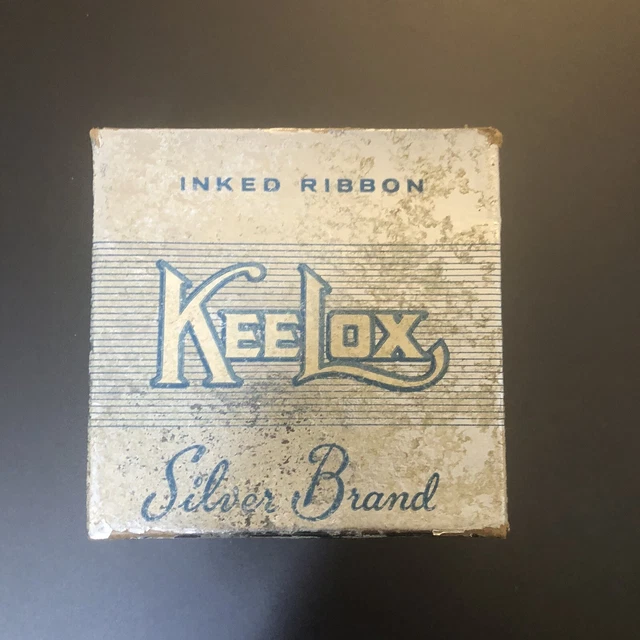 INKED RIBBON
KEELOX
Silver Brand